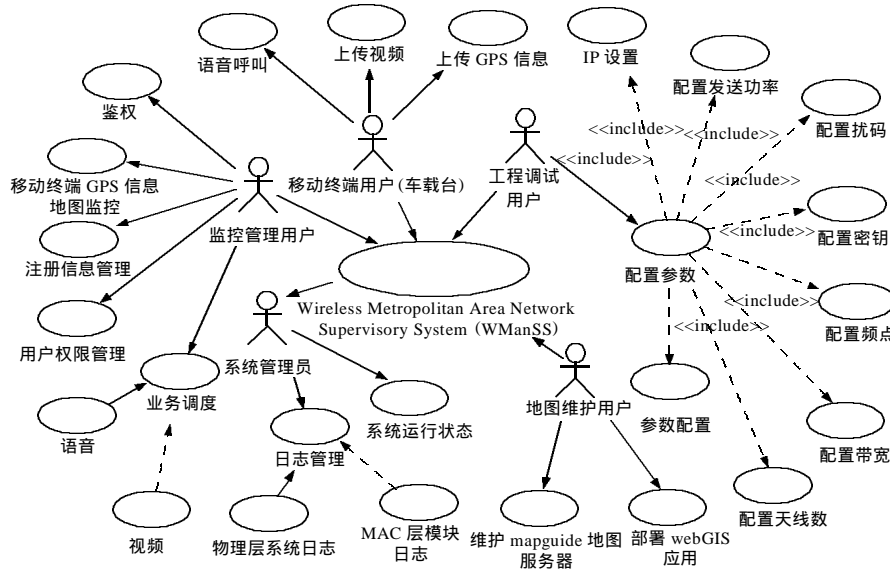 语音呼叫
上传视频
上传 GPS 信息
IP 设置
配置发送功率
配置扰码
鉴权
<<include>>
<<include>>
<<include>>
<<include>>
移动终端 GPS 信息
地图监控
移动终端用户(车载台)
工程调试
用户
监控管理用户
注册信息管理
配置密钥
<<include>>
配置参数
Wireless Metropolitan Area Network
Supervisory System (WManSS)
<<include>>
<<include>>
配置频点
用户权限管理
系统管理员
业务调度
地图维护用户
语音
系统运行状态
参数配置
日志管理
配置带宽
视频
物理层系统日志
MAC 层模块
日志
维护 mapguide 地图
服务器
部署 webGIS
应用
配置天线数